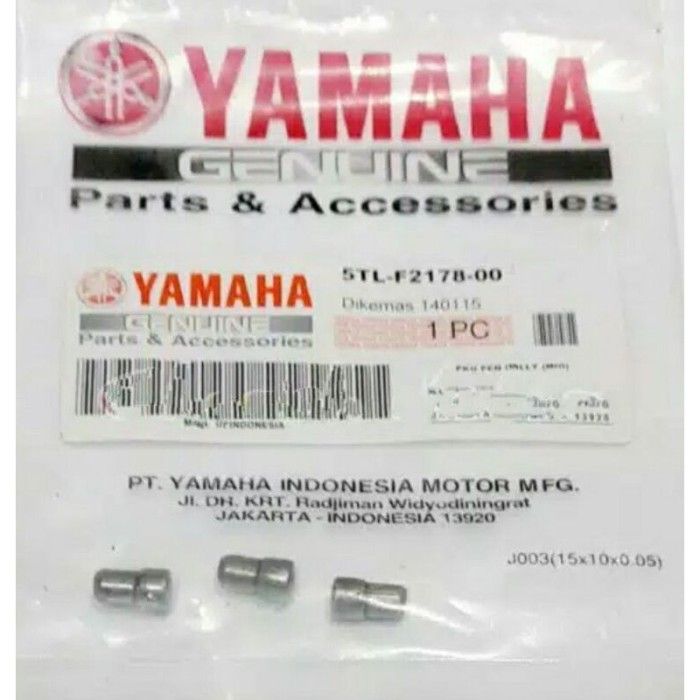 YAMAHA
GENUINE
Parts & Accessories
YAMAHA
GENUINE
Parts & Accessories
5TL-F2178-00
Dikemas 140115
1 PC
PT. YAMAHA INDONESIA MOTOR MFG.
Jl. DR. KRT. Radjiman Widyodiningrat
JAKARTA - INDONESIA 13920
J003(15x10x0.05)